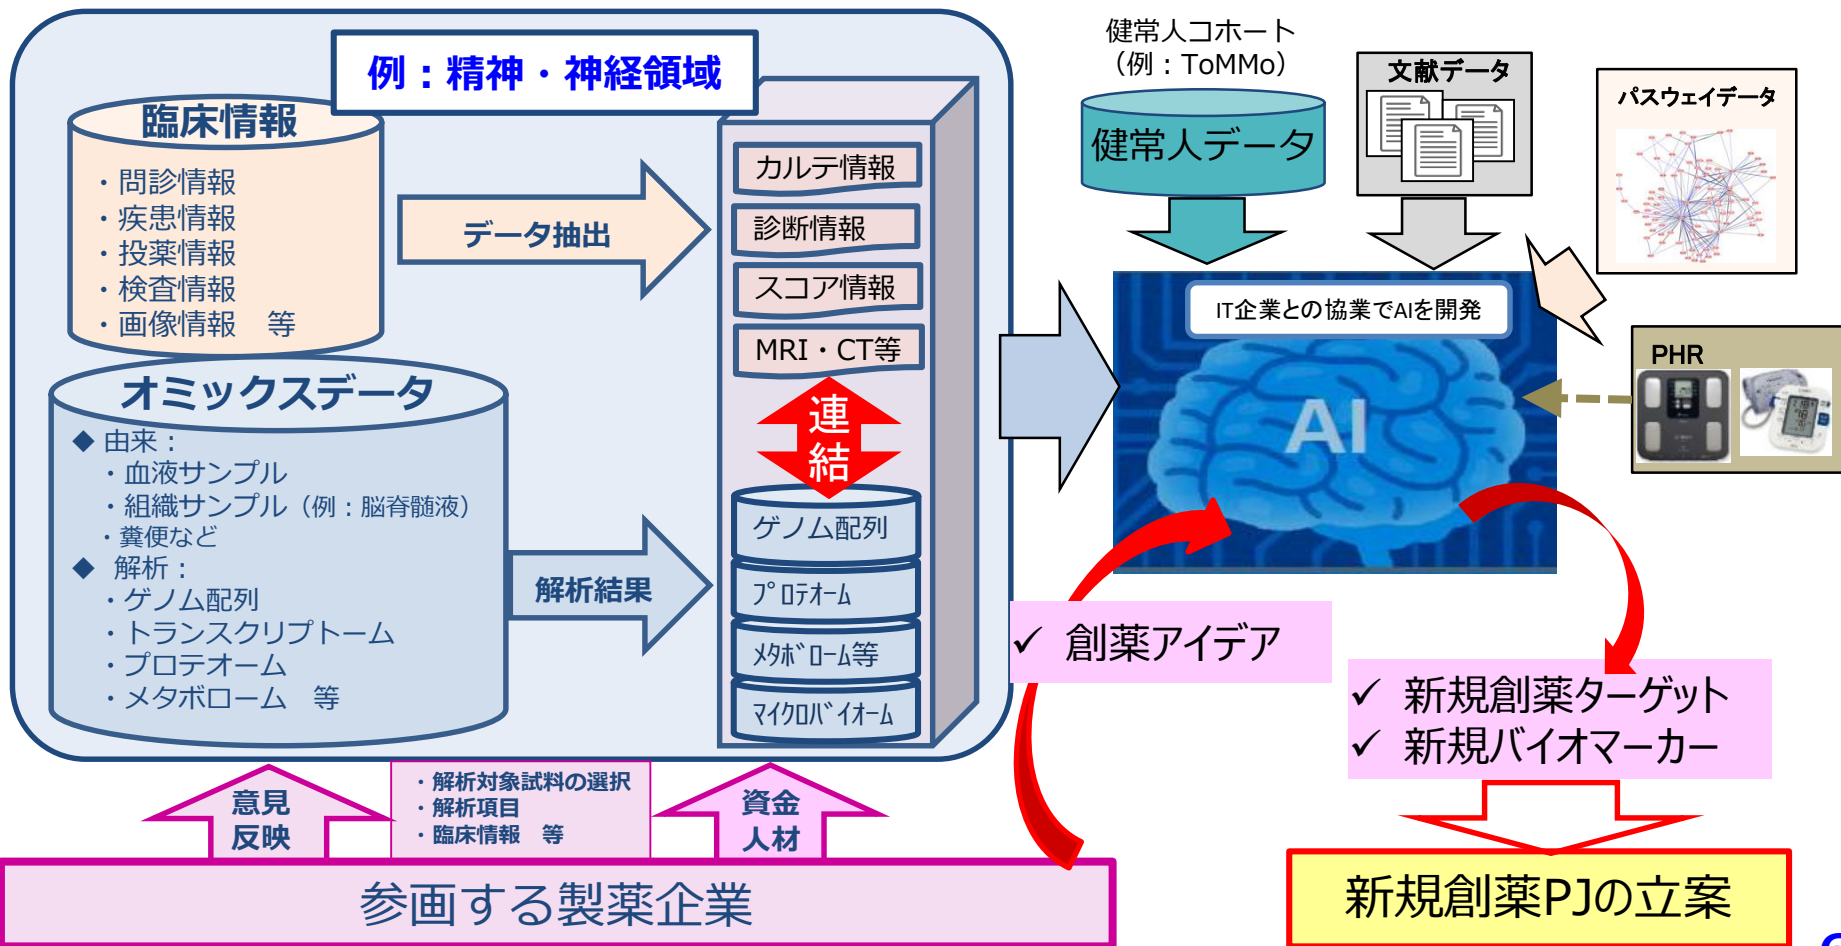 例：精神・神経領域
臨床情報
・問診情報
・疾患情報
・投薬情報
・検査情報
・画像情報　等
データ抽出
オミックスデータ
◆ 由来：
・血液サンプル
・組織サンプル（例：脳脊髄液）
・糞便など
◆ 解析：
・ゲノム配列
・トランスクリプトーム
・プロテオーム
・メタボローム　等
解析結果
カルテ情報
診断情報
スコア情報
MRI・CT等
連
結
ゲノム配列
ﾌﾟﾛﾃｵｰﾑ
ﾒﾀﾎﾞﾛｰﾑ等
ﾏｲｸﾛﾊﾞｲｵｰﾑ
健常人コホート
（例：ToMMo）
健常人データ
文献データ
パスウェイデータ
IT企業との協業でAIを開発
AI
PHR
✓ 創薬アイデア
✓ 新規創薬ターゲット
✓ 新規バイオマーカー
新規創薬PJの立案
意見
反映
・解析対象試料の選択
・解析項目
・臨床情報　等
資金
人材
参画する製薬企業